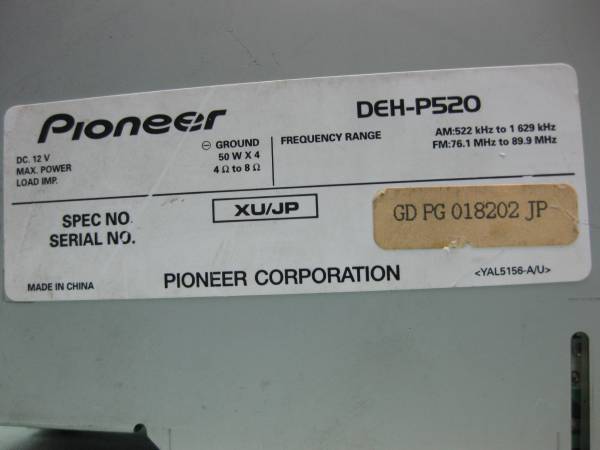 Pioneer
DEH-P520
DC. 12 V
⊖ GROUND
MAX. POWER
50 W X 4
LOAD IMP.
4 Ω to 8 Ω
FREQUENCY RANGE
AM:522 kHz to 1 629 kHz
FM:76.1 MHz to 89.9 MHz
SPEC NO.
XU/JP
SERIAL NO.
GD PG 018202 JP
MADE IN CHINA
PIONEER CORPORATION
<YAL5156-A/U>